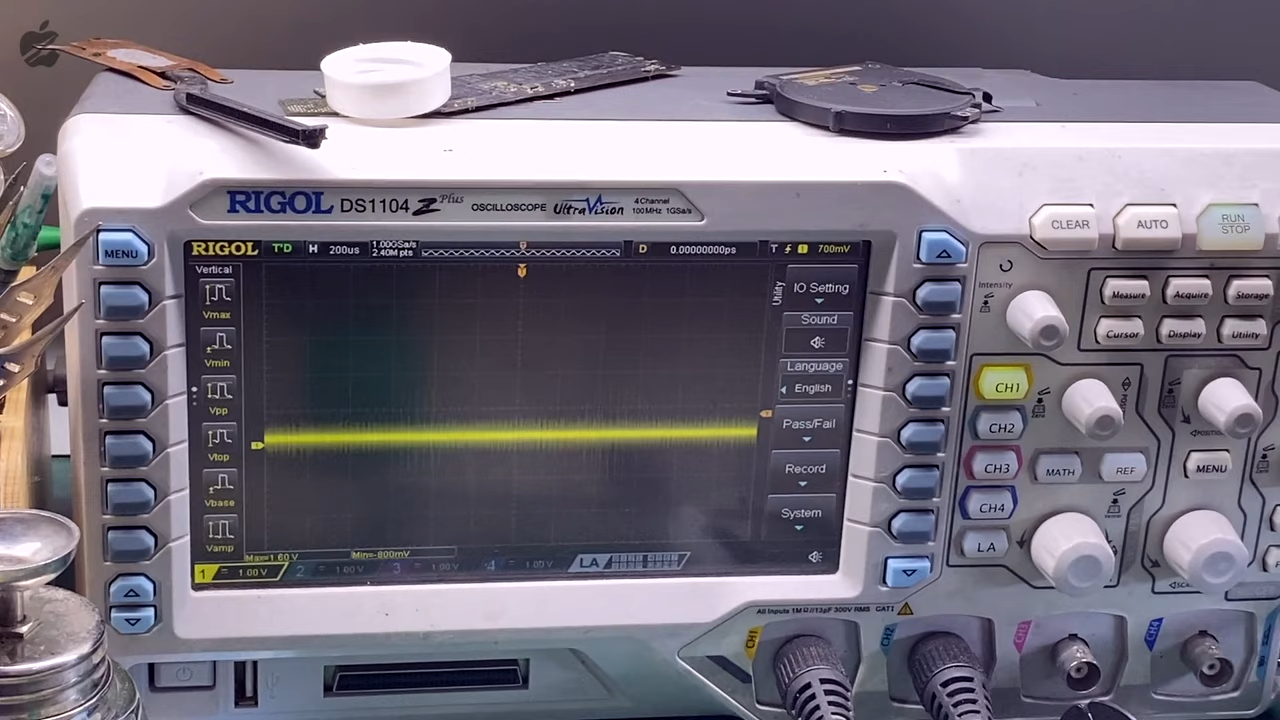 RIGOL DS1104 Z Plus OSCILLOSCOPE UltraVision 4 Channel 100 MHz 1GSa/s
MENU
RIGOL T'D H 200us 1.00GSa/s 2.40M pts D 0.00000000ps T 1 700mV
Vertical
Vmax
Vmin
Vpp
Vtop
Vbase
Vamp
Utility
IO Setting
Sound
Language
English
Pass/Fail
Record
System
Max=1.60 V Min=-800mV
1 = 1.00 V 2 = 1.00 V 3 = 1.00 V 4 = 1.00 V LA
CLEAR AUTO RUN STOP
Intensity
Measure Acquire Storage
Cursor Display Utility
CH1
CH2
CH3 MATH REF MENU
CH4
LA
All Inputs 1MΩ//13pF 300V RMS CAT I
CH1 CH2 CH3 CH4